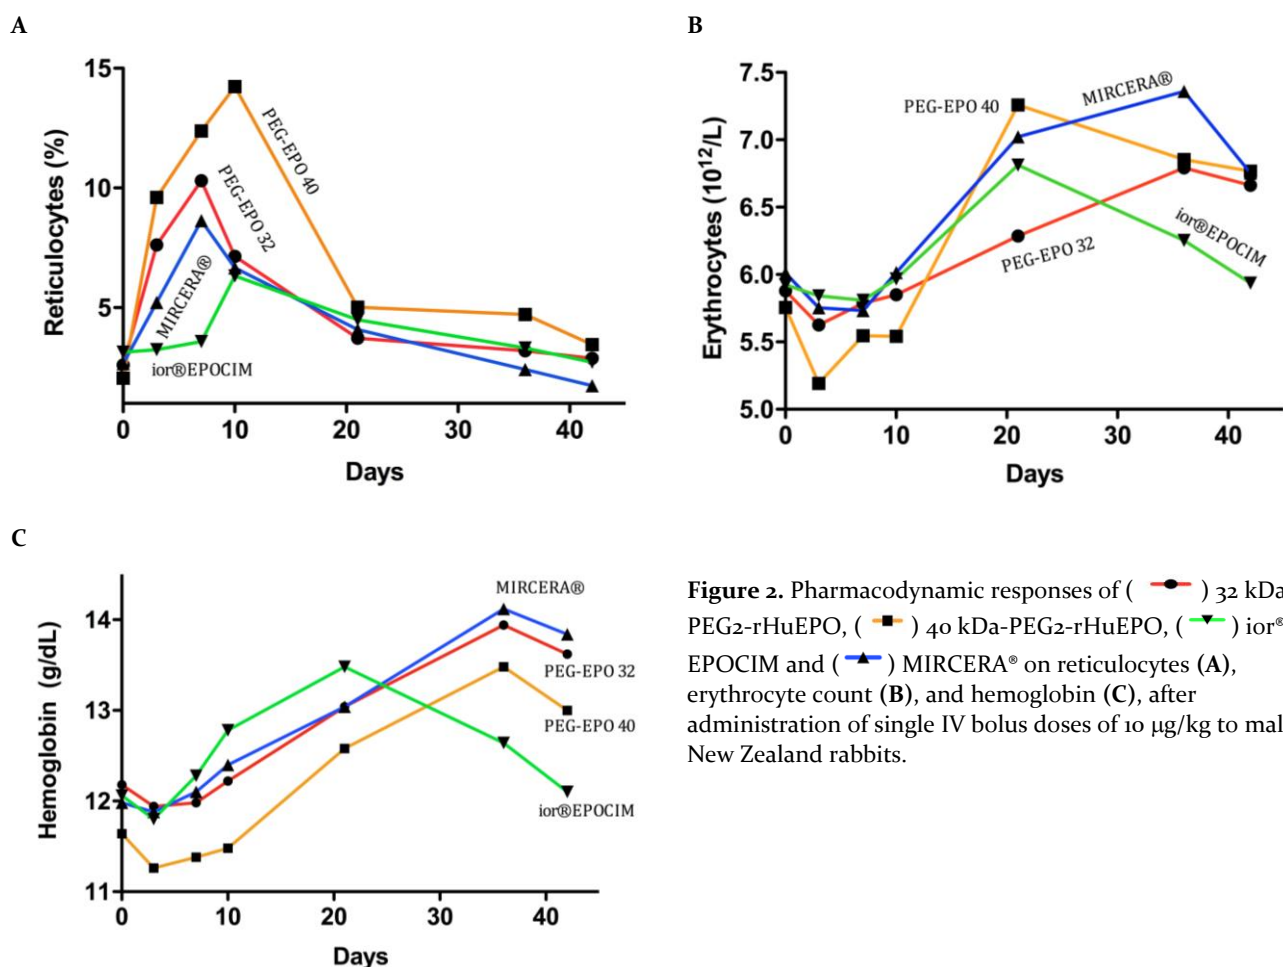 A
15
10
5
0
10
20
30
40
Reticulocytes (%)
Days
PEG-EPO 40
PEG-EPO 32
MIRCERA®
ior®EPOCIM
B
7.5
7.0
6.5
6.0
5.5
5.0
0
10
20
30
40
Erythrocytes (10¹²/L)
Days
PEG-EPO 40
MIRCERA®
PEG-EPO 32
ior®EPOCIM
C
14
13
12
11
0
10
20
30
40
Hemoglobin (g/dL)
Days
MIRCERA®
PEG-EPO 32
PEG-EPO 40
ior®EPOCIM
Figure 2. Pharmacodynamic responses of ( ) 32 kDa
PEG2-rHuEPO, ( ) 40 kDa-PEG2-rHuEPO, ( ) ior®
EPOCIM and ( ) MIRCERA® on reticulocytes (A),
erythrocyte count (B), and hemoglobin (C), after
administration of single IV bolus doses of 10 µg/kg to mal
New Zealand rabbits.